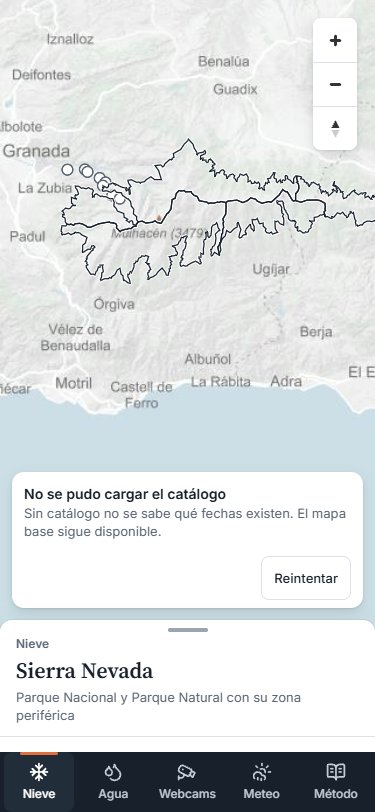 Iznalloz
Benalúa
Deifontes
Guadix
lbolote
Granada
La Zubia
Padul
Mulhacén (3479
Ugíjar
Órgiva
Vélez de
Benaudalla
Berja
Albuñol
El E
ñécar
Motril
Castell de
Ferro
La Rábita
Adra
No se pudo cargar el catálogo
Sin catálogo no se sabe qué fechas existen. El mapa
base sigue disponible.
Reintentar
Nieve
Sierra Nevada
Parque Nacional y Parque Natural con su zona
periférica
Nieve
Agua
Webcams
Meteo
Método